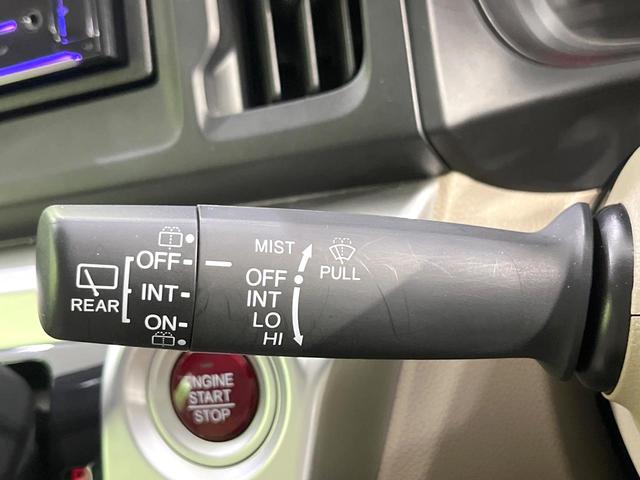 REAR
OFF
INT
ON
MIST
OFF
INT
LO
HI
PULL
ENGINE
START
STOP